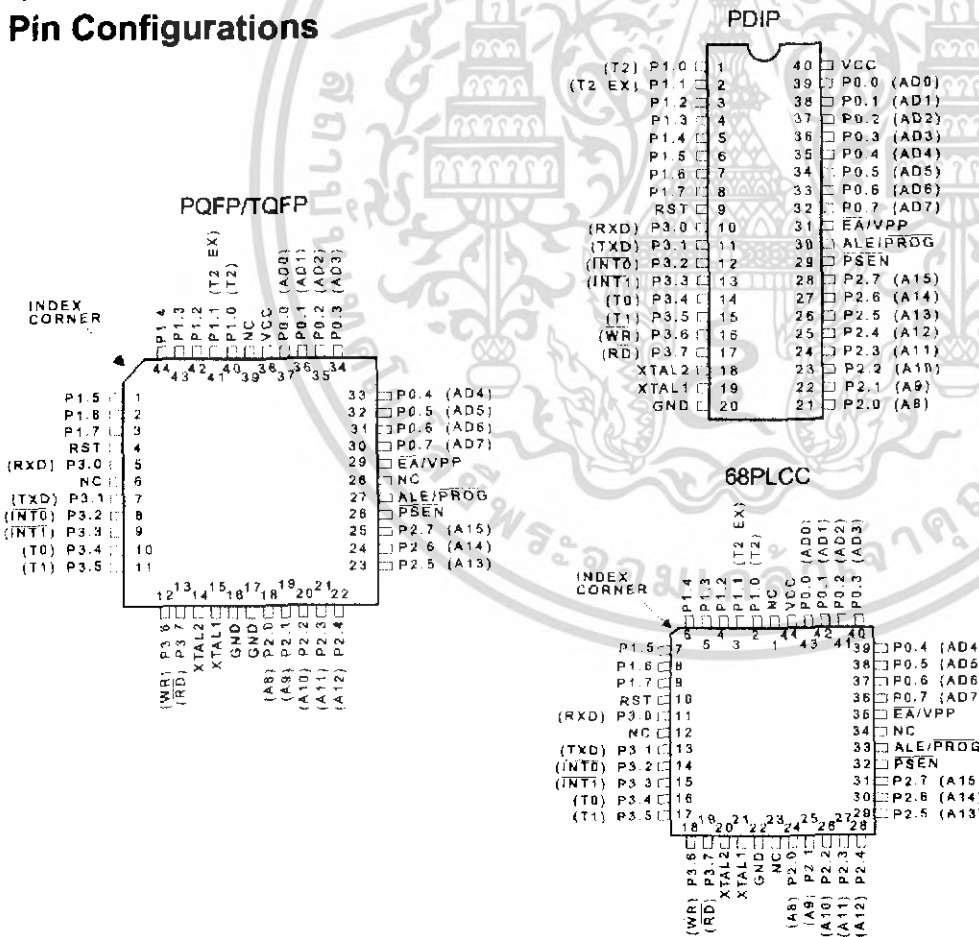 Pin Configurations
PDIP
(T2) P1.0 1 40 VCC
(T2 EX) P1.1 2 39 P0.0 (AD0)
P1.2 3 38 P0.1 (AD1)
P1.3 4 37 P0.2 (AD2)
P1.4 5 36 P0.3 (AD3)
P1.5 6 35 P0.4 (AD4)
P1.6 7 34 P0.5 (AD5)
P1.7 8 33 P0.6 (AD6)
RST 9 32 P0.7 (AD7)
(RXD) P3.0 10 31 EA/VPP
(TXD) P3.1 11 30 ALE/PROG
(INT0) P3.2 12 29 PSEN
(INT1) P3.3 13 28 P2.7 (A15)
(T0) P3.4 14 27 P2.6 (A14)
(T1) P3.5 15 26 P2.5 (A13)
(WR) P3.6 16 25 P2.4 (A12)
(RD) P3.7 17 24 P2.3 (A11)
XTAL2 18 23 P2.2 (A10)
XTAL1 19 22 P2.1 (A9)
GND 20 21 P2.0 (A8)
PQFP/TQFP
INDEX
CORNER
P1.4
P1.3
P1.2
P1.1 (T2 EX)
P1.0 (T2)
NC
VCC
P0.0 (AD0)
P0.1 (AD1)
P0.2 (AD2)
P0.3 (AD3)
44 43 42 41 40 39 38 37 36 35 34
P1.5 1 33 P0.4 (AD4)
P1.6 2 32 P0.5 (AD5)
P1.7 3 31 P0.6 (AD6)
RST 4 30 P0.7 (AD7)
(RXD) P3.0 5 29 EA/VPP
NC 6 28 NC
(TXD) P3.1 7 27 ALE/PROG
(INT0) P3.2 8 26 PSEN
(INT1) P3.3 9 25 P2.7 (A15)
(T0) P3.4 10 24 P2.6 (A14)
(T1) P3.5 11 23 P2.5 (A13)
12 13 14 15 16 17 18 19 20 21 22
(WR) P3.6
(RD) P3.7
XTAL2
XTAL1
GND
GND
(A8) P2.0
(A9) P2.1
(A10) P2.2
(A11) P2.3
(A12) P2.4
68PLCC
INDEX
CORNER
P1.4
P1.3
P1.2
P1.1 (T2 EX)
P1.0 (T2)
NC
VCC
P0.0 (AD0)
P0.1 (AD1)
P0.2 (AD2)
P0.3 (AD3)
6 5 4 3 2 1 44 43 42 41 40
P1.5 7 39 P0.4 (AD4
P1.6 8 38 P0.5 (AD5
P1.7 9 37 P0.6 (AD6
RST 10 36 P0.7 (AD7
(RXD) P3.0 11 35 EA/VPP
NC 12 34 NC
(TXD) P3.1 13 33 ALE/PROG
(INT0) P3.2 14 32 PSEN
(INT1) P3.3 15 31 P2.7 (A15
(T0) P3.4 16 30 P2.6 (A14
(T1) P3.5 17 29 P2.5 (A13
18 19 20 21 22 23 24 25 26 27 28
(WR) P3.6
(RD) P3.7
XTAL2
XTAL1
GND
NC
(A8) P2.0
(A9) P2.1
(A10) P2.2
(A11) P2.3
(A12) P2.4